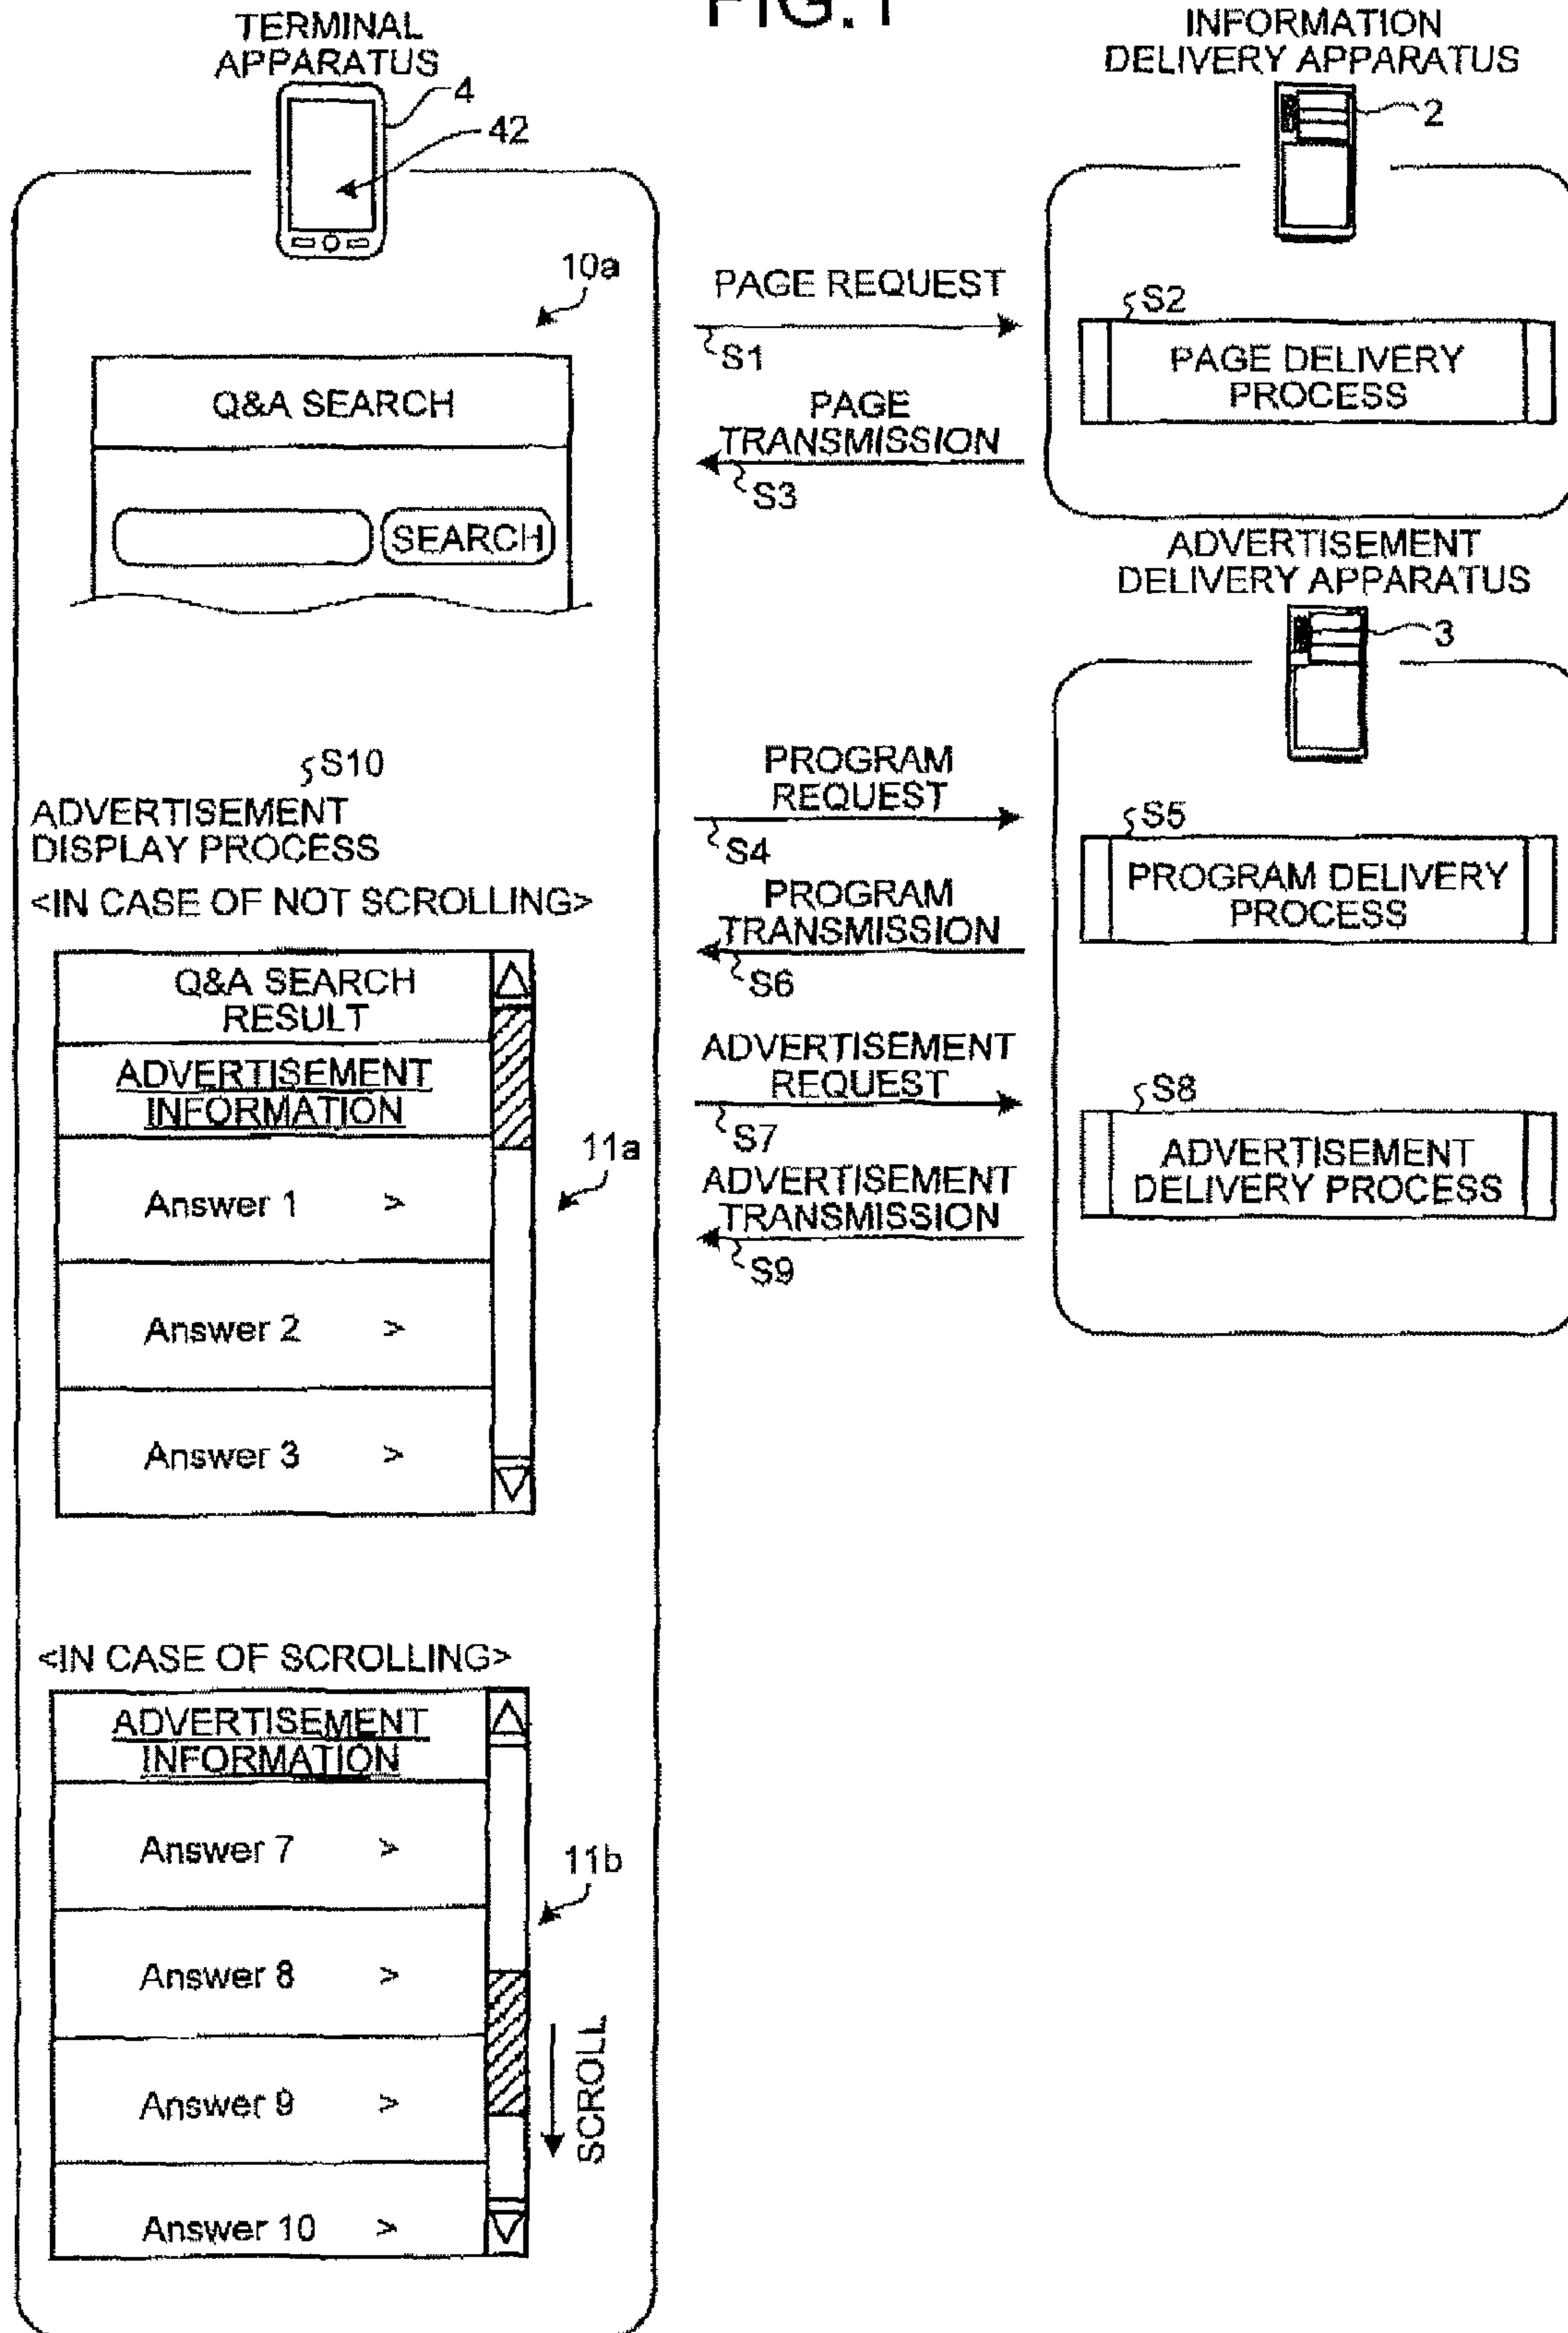 FIG.1
TERMINAL
APPARATUS
4
42
10a
Q&A SEARCH
SEARCH
S10
ADVERTISEMENT
DISPLAY PROCESS
<IN CASE OF NOT SCROLLING>
Q&A SEARCH
RESULT
ADVERTISEMENT
INFORMATION
11a
Answer 1 >
Answer 2 >
Answer 3 >
<IN CASE OF SCROLLING>
ADVERTISEMENT
INFORMATION
Answer 7 >
11b
Answer 8 >
SCROLL
Answer 9 >
Answer 10 >
PAGE REQUEST
S1
PAGE
TRANSMISSION
S3
PROGRAM
REQUEST
S4
PROGRAM
TRANSMISSION
S6
ADVERTISEMENT
REQUEST
S7
ADVERTISEMENT
TRANSMISSION
S9
INFORMATION
DELIVERY APPARATUS
2
S2
PAGE DELIVERY
PROCESS
ADVERTISEMENT
DELIVERY APPARATUS
3
S5
PROGRAM DELIVERY
PROCESS
S8
ADVERTISEMENT
DELIVERY PROCESS